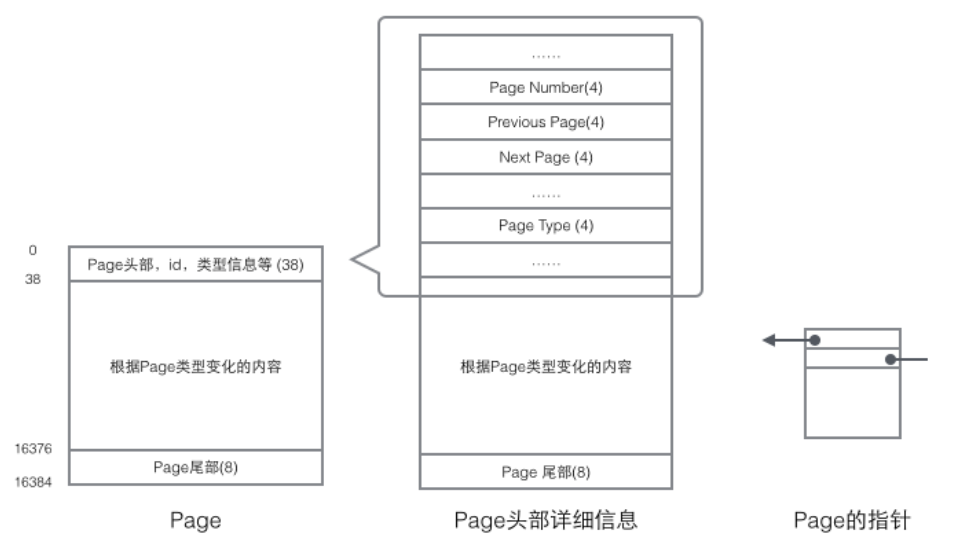 0
Page头部，id，类型信息等 (38)
38
根据Page类型变化的内容
16376
Page尾部(8)
16384
Page
......
Page Number(4)
Previous Page(4)
Next Page (4)
......
Page Type (4)
......
根据Page类型变化的内容
Page 尾部(8)
Page头部详细信息
Page的指针